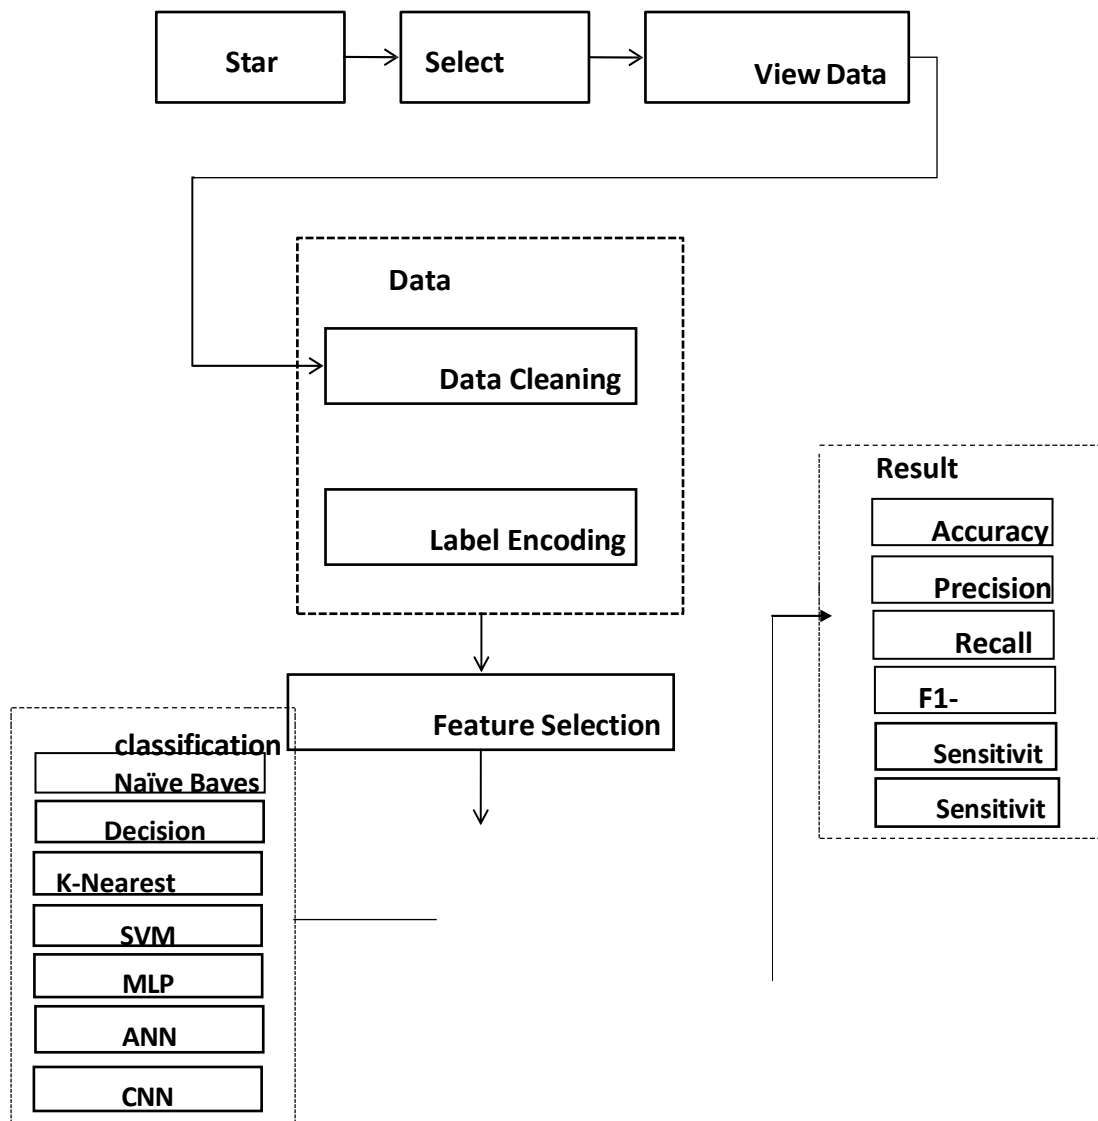 Star
Select
View Data
Data
Data Cleaning
Label Encoding
Feature Selection
classification
Naïve Bayes
Decision
K-Nearest
SVM
MLP
ANN
CNN
Result
Accuracy
Precision
Recall
F1-
Sensitivit
Sensitivit